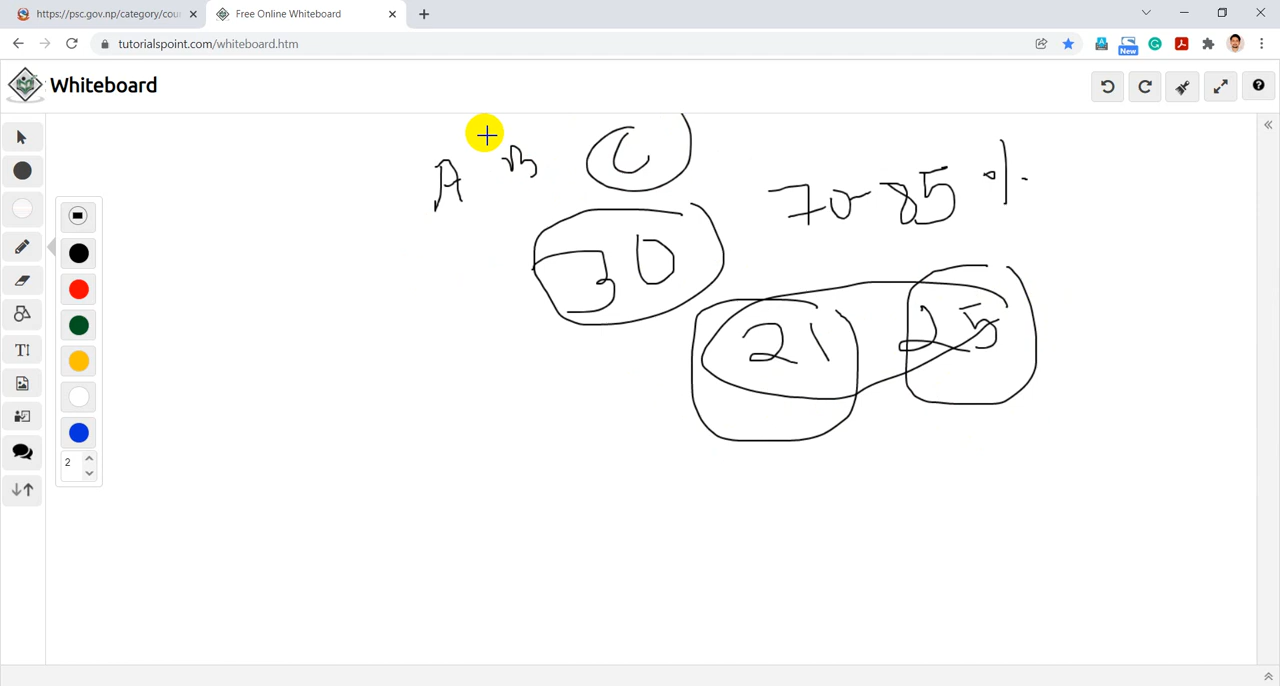 https://psc.gov.np/category/cou
Free Online Whiteboard
tutorialspoint.com/whiteboard.htm
New
Whiteboard
A B C
70-85 %
30
21 25
T
2